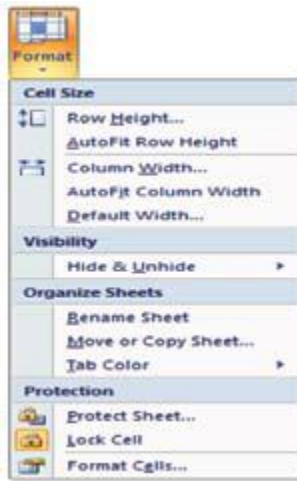 Format
Cell Size
Row Height...
AutoFit Row Height
Column Width...
AutoFit Column Width
Default Width...
Visibility
Hide & Unhide
Organize Sheets
Rename Sheet
Move or Copy Sheet...
Tab Color
Protection
Protect Sheet...
Lock Cell
Format Cells...